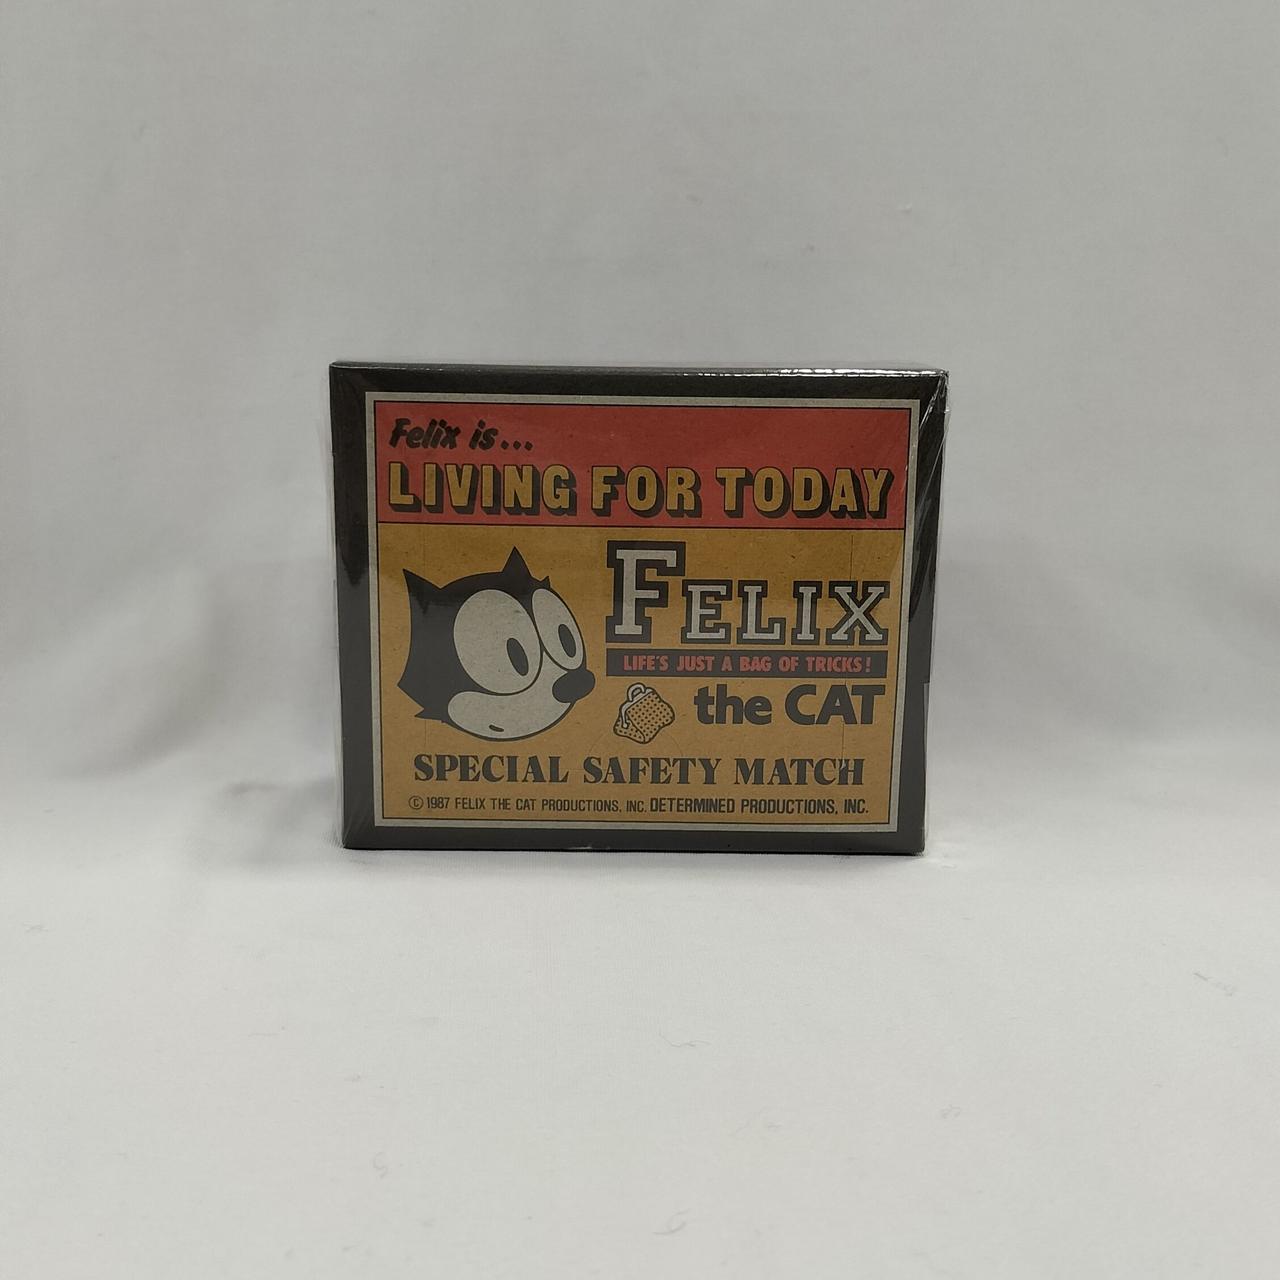 Felix is...
LIVING FOR TODAY
FELIX
LIFE'S JUST A BAG OF TRICKS!
the CAT
SPECIAL SAFETY MATCH
© 1987 FELIX THE CAT PRODUCTIONS, INC. DETERMINED PRODUCTIONS, INC.